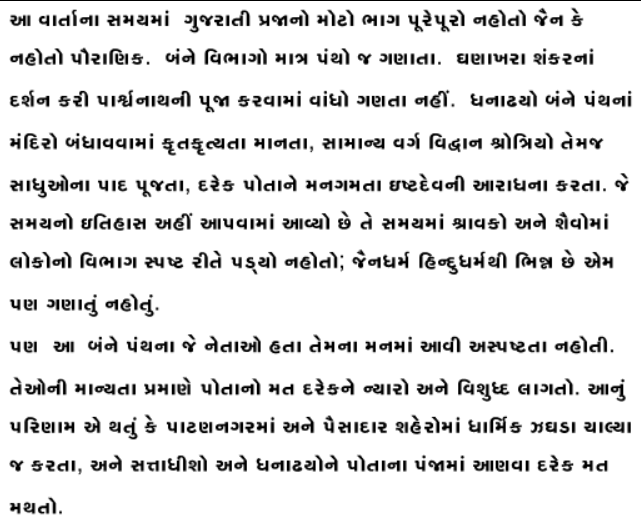 આ વાર્તાના સમયમાં ગુજરાતી પ્રજાનો મોટો ભાગ પૂરેપૂરો નહોતો જૈન કે
નહોતો પૌરાણિક. બંને વિભાગો માત્ર પંથો જ ગણાતા. ઘણાખરા શંકરનાં
દર્શન કરી પાર્શ્વનાથની પૂજા કરવામાં વાંધો ગણતા નહીં. ધનાઢયો બંને પંથનાં
મંદિરો બંધાવવામાં કૃતકૃત્યતા માનતા, સામાન્ય વર્ગ વિદ્વાન શ્રોત્રિયો તેમજ
સાધુઓના પાદ પૂજતા, દરેક પોતાને મનગમતા ઇષ્ટદેવની આરાધના કરતા. જે
સમયનો ઇતિહાસ અહીં આપવામાં આવ્યો છે તે સમયમાં શ્રાવકો અને શૈવોમાં
લોકોનો વિભાગ સ્પષ્ટ રીતે પડ્યો નહોતો; જૈનધર્મ હિન્દુધર્મથી ભિન્ન છે એમ
પણ ગણાતું નહોતું.
પણ આ બંને પંથના જે નેતાઓ હતા તેમના મનમાં આવી અસ્પષ્ટતા નહોતી.
તેઓની માન્યતા પ્રમાણે પોતાનો મત દરેકને ન્યારો અને વિશુધ્દ લાગતો. આનું
પરિણામ એ થતું કે પાટણનગરમાં અને પૈસાદાર શહેરોમાં ધાર્મિક ઝઘડા ચાલ્યા
જ કરતા, અને સત્તાધીશો અને ધનાઢયોને પોતાના પંજામાં આણવા દરેક મત
મથતો.